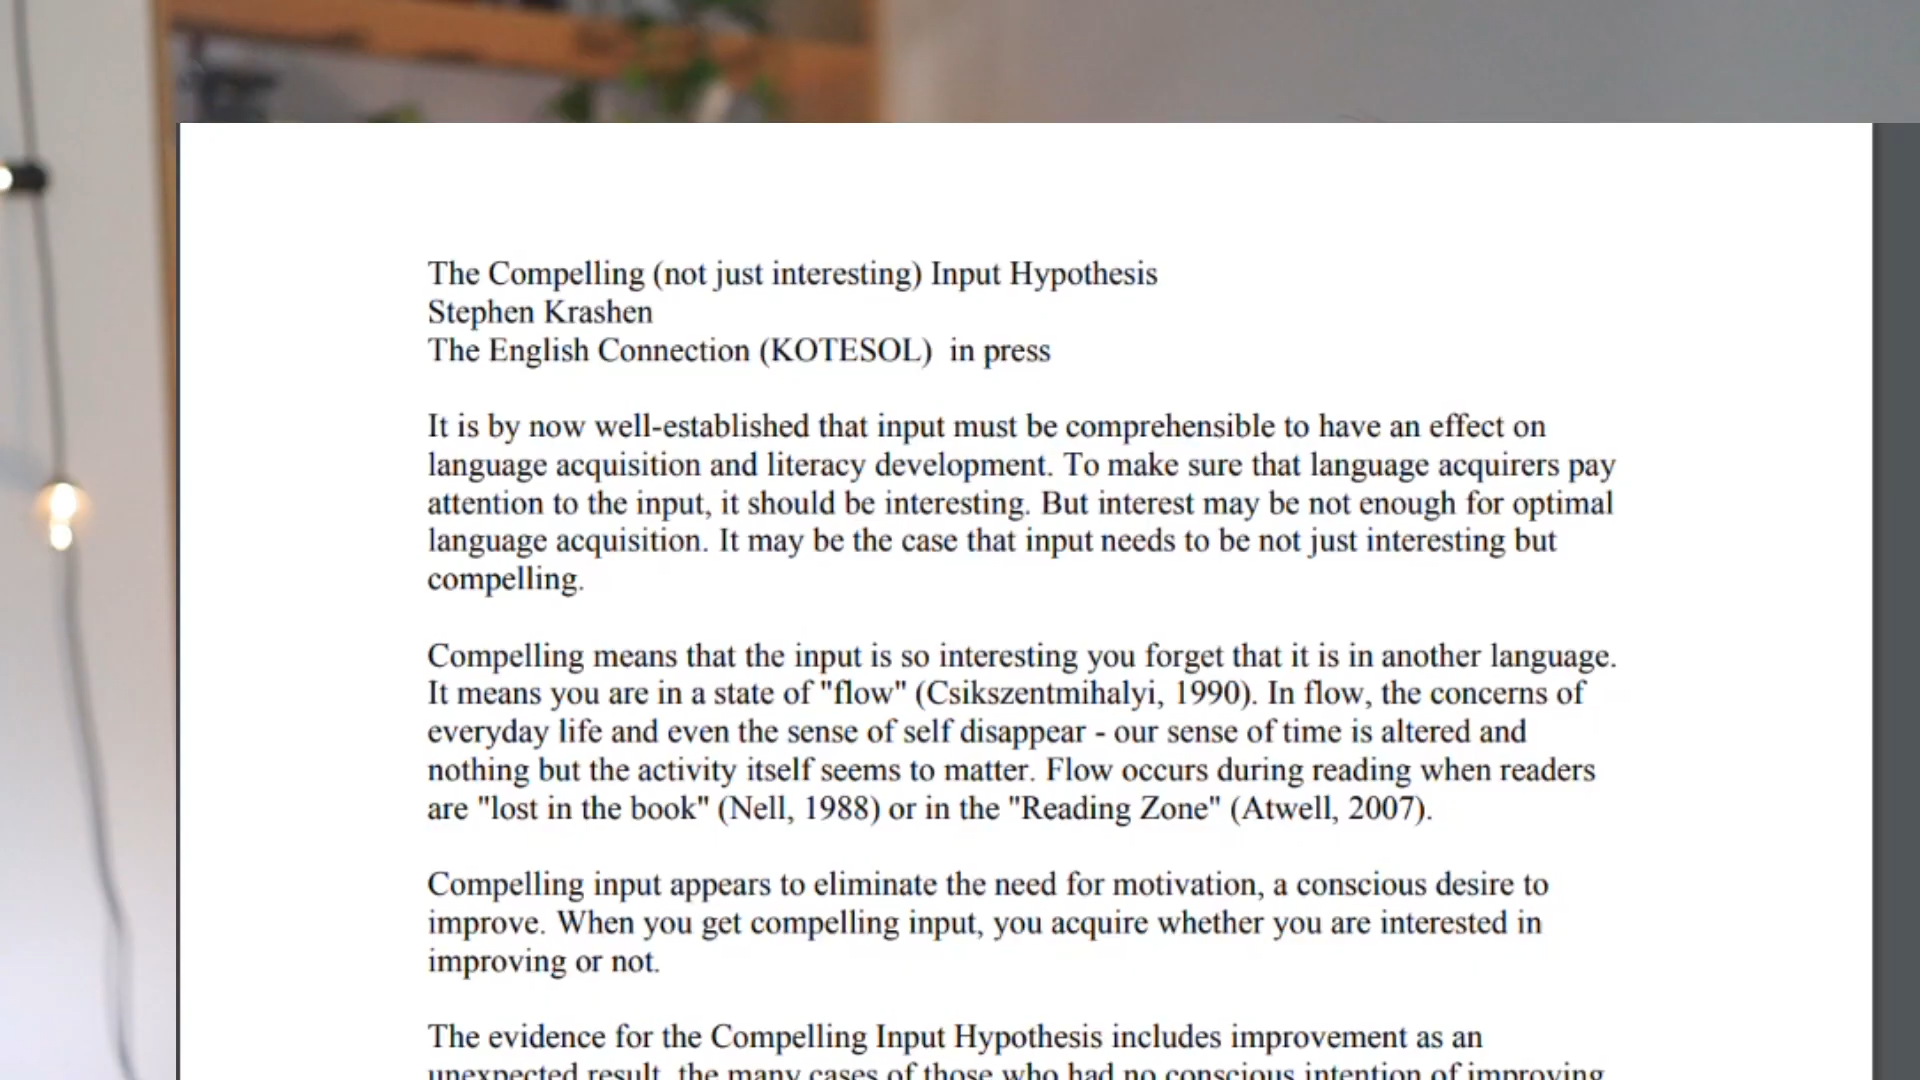 The Compelling (not just interesting) Input Hypothesis
Stephen Krashen
The English Connection (KOTESOL)  in press
It is by now well-established that input must be comprehensible to have an effect on
language acquisition and literacy development. To make sure that language acquirers pay
attention to the input, it should be interesting. But interest may be not enough for optimal
language acquisition. It may be the case that input needs to be not just interesting but
compelling.
Compelling means that the input is so interesting you forget that it is in another language.
It means you are in a state of "flow" (Csikszentmihalyi, 1990). In flow, the concerns of
everyday life and even the sense of self disappear - our sense of time is altered and
nothing but the activity itself seems to matter. Flow occurs during reading when readers
are "lost in the book" (Nell, 1988) or in the "Reading Zone" (Atwell, 2007).
Compelling input appears to eliminate the need for motivation, a conscious desire to
improve. When you get compelling input, you acquire whether you are interested in
improving or not.
The evidence for the Compelling Input Hypothesis includes improvement as an
unexpected result, the many cases of those who had no conscious intention of improving